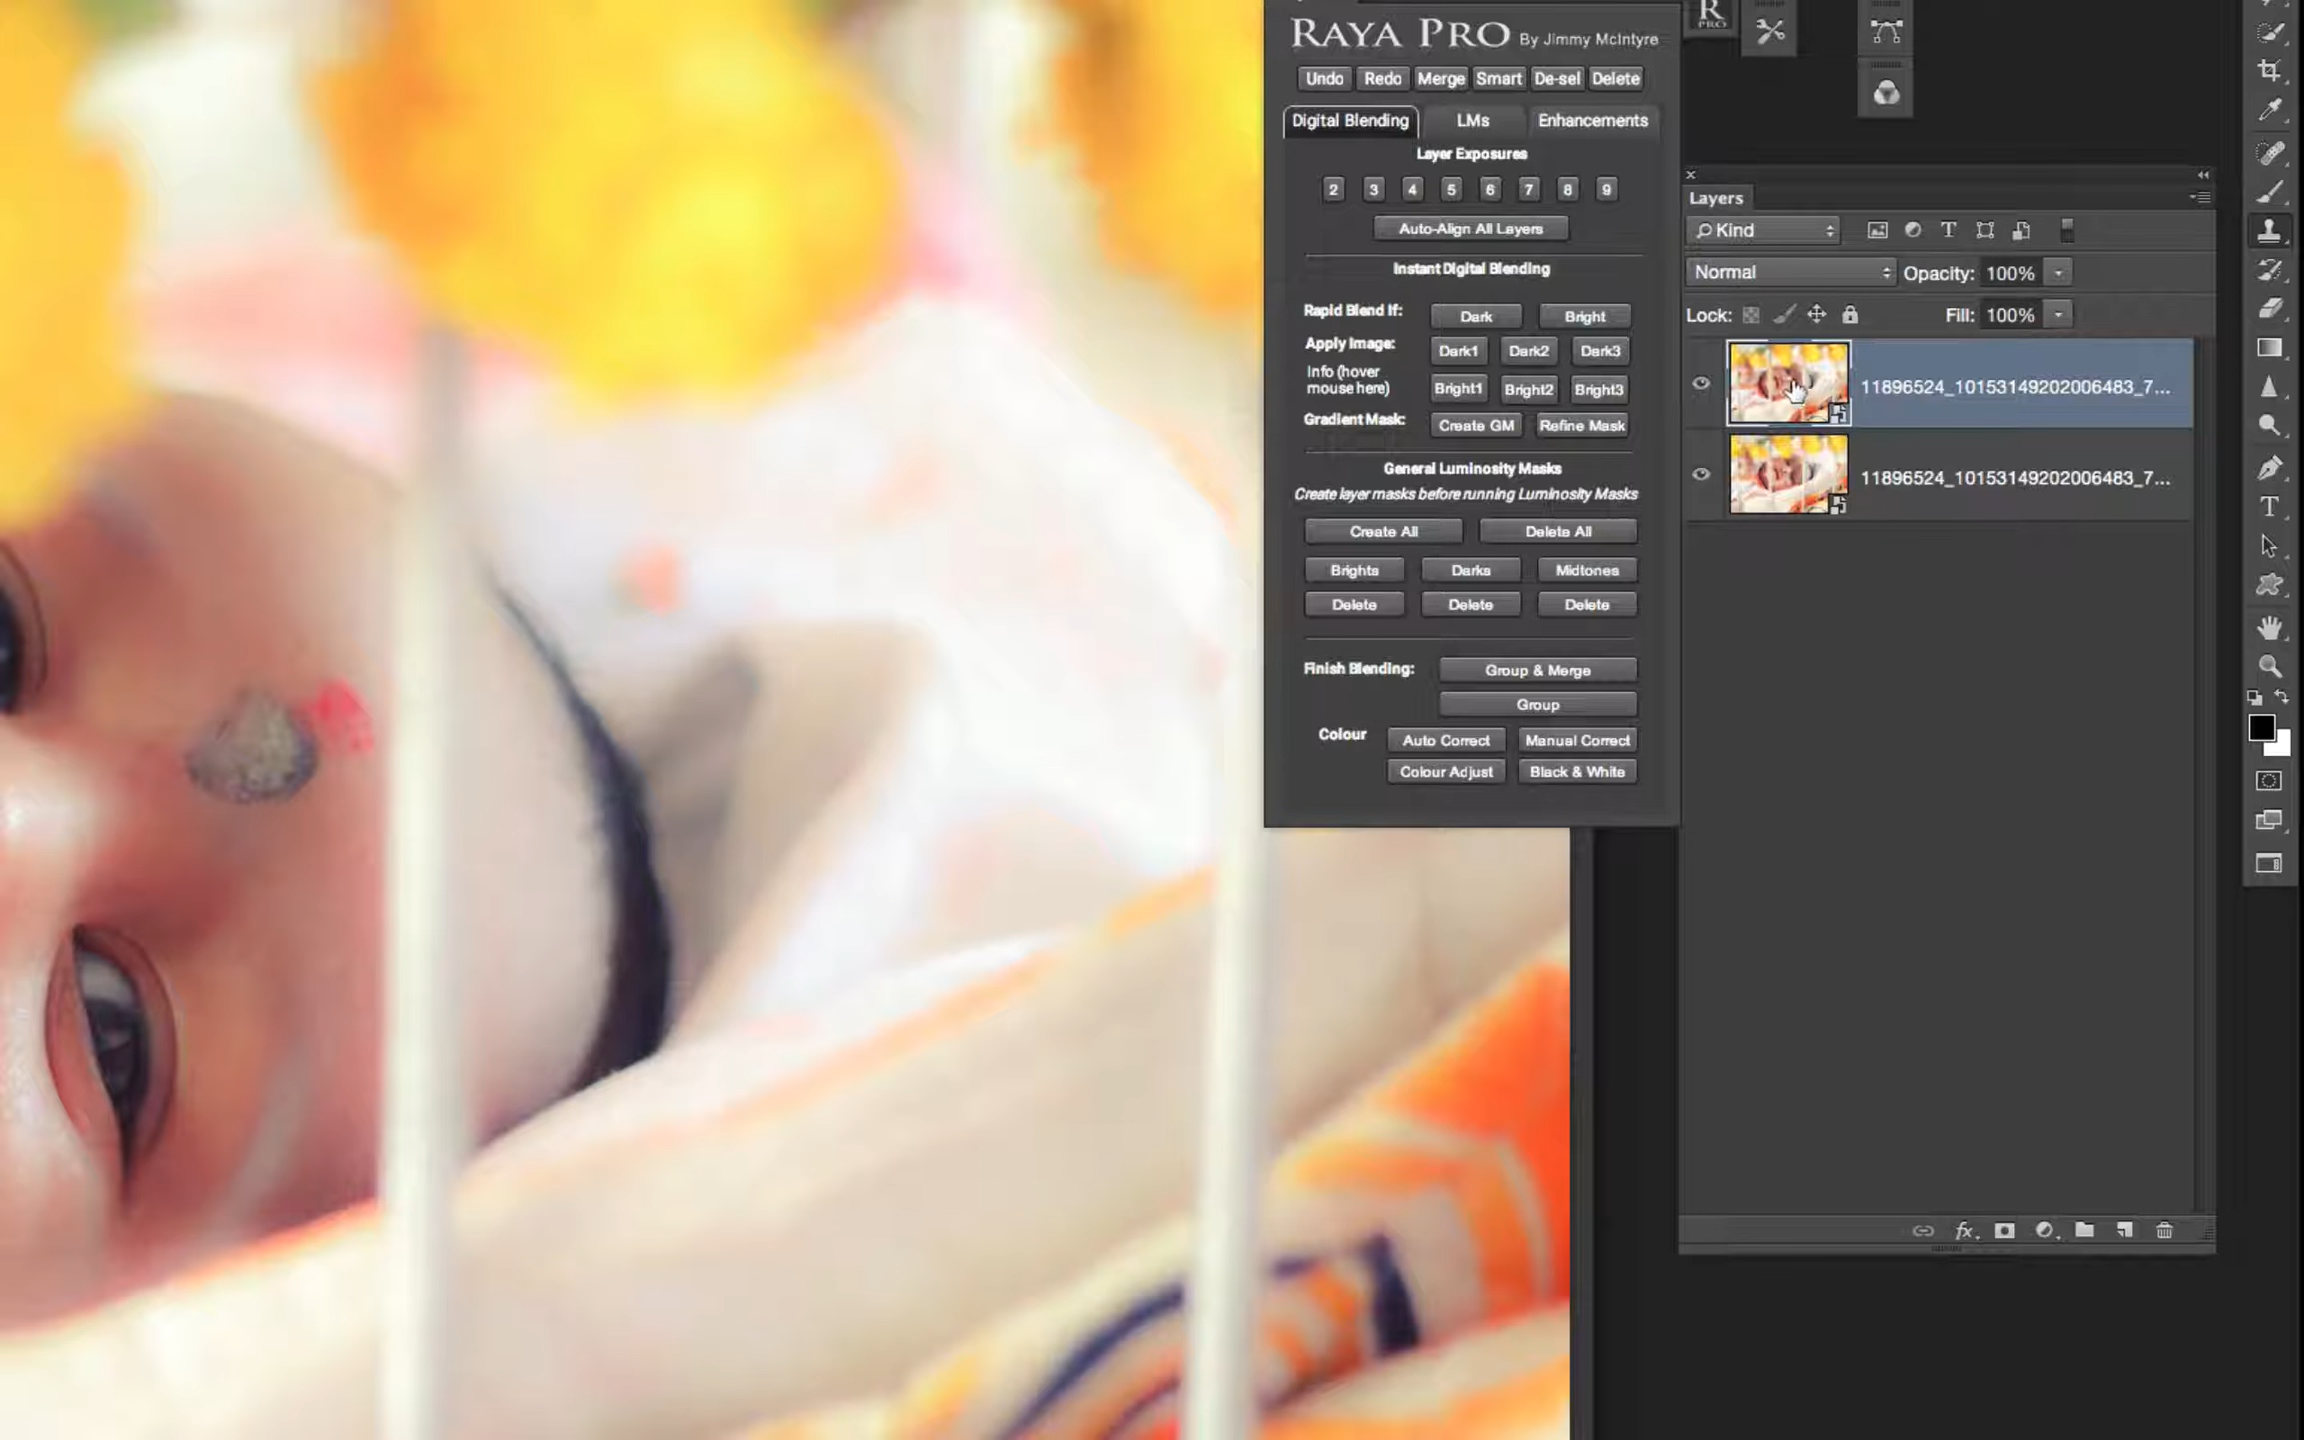 R
PRO
RAYA PRO By Jimmy McIntyre
Undo Redo Merge Smart De-sel Delete
Digital Blending LMs Enhancements
Layer Exposures
2 3 4 5 6 7 8 9
Auto-Align All Layers
Instant Digital Blending
Rapid Blend If: Dark Bright
Apply Image: Dark1 Dark2 Dark3
Info (hover
mouse here) Bright1 Bright2 Bright3
Gradient Mask: Create GM Refine Mask
General Luminosity Masks
Create layer masks before running Luminosity Masks
Create All Delete All
Brights Darks Midtones
Delete Delete Delete
Finish Blending: Group & Merge
Group
Colour Auto Correct Manual Correct
Colour Adjust Black & White
Layers
Kind
Normal Opacity: 100%
Lock: Fill: 100%
11896524_10153149202006483_7...
11896524_10153149202006483_7...